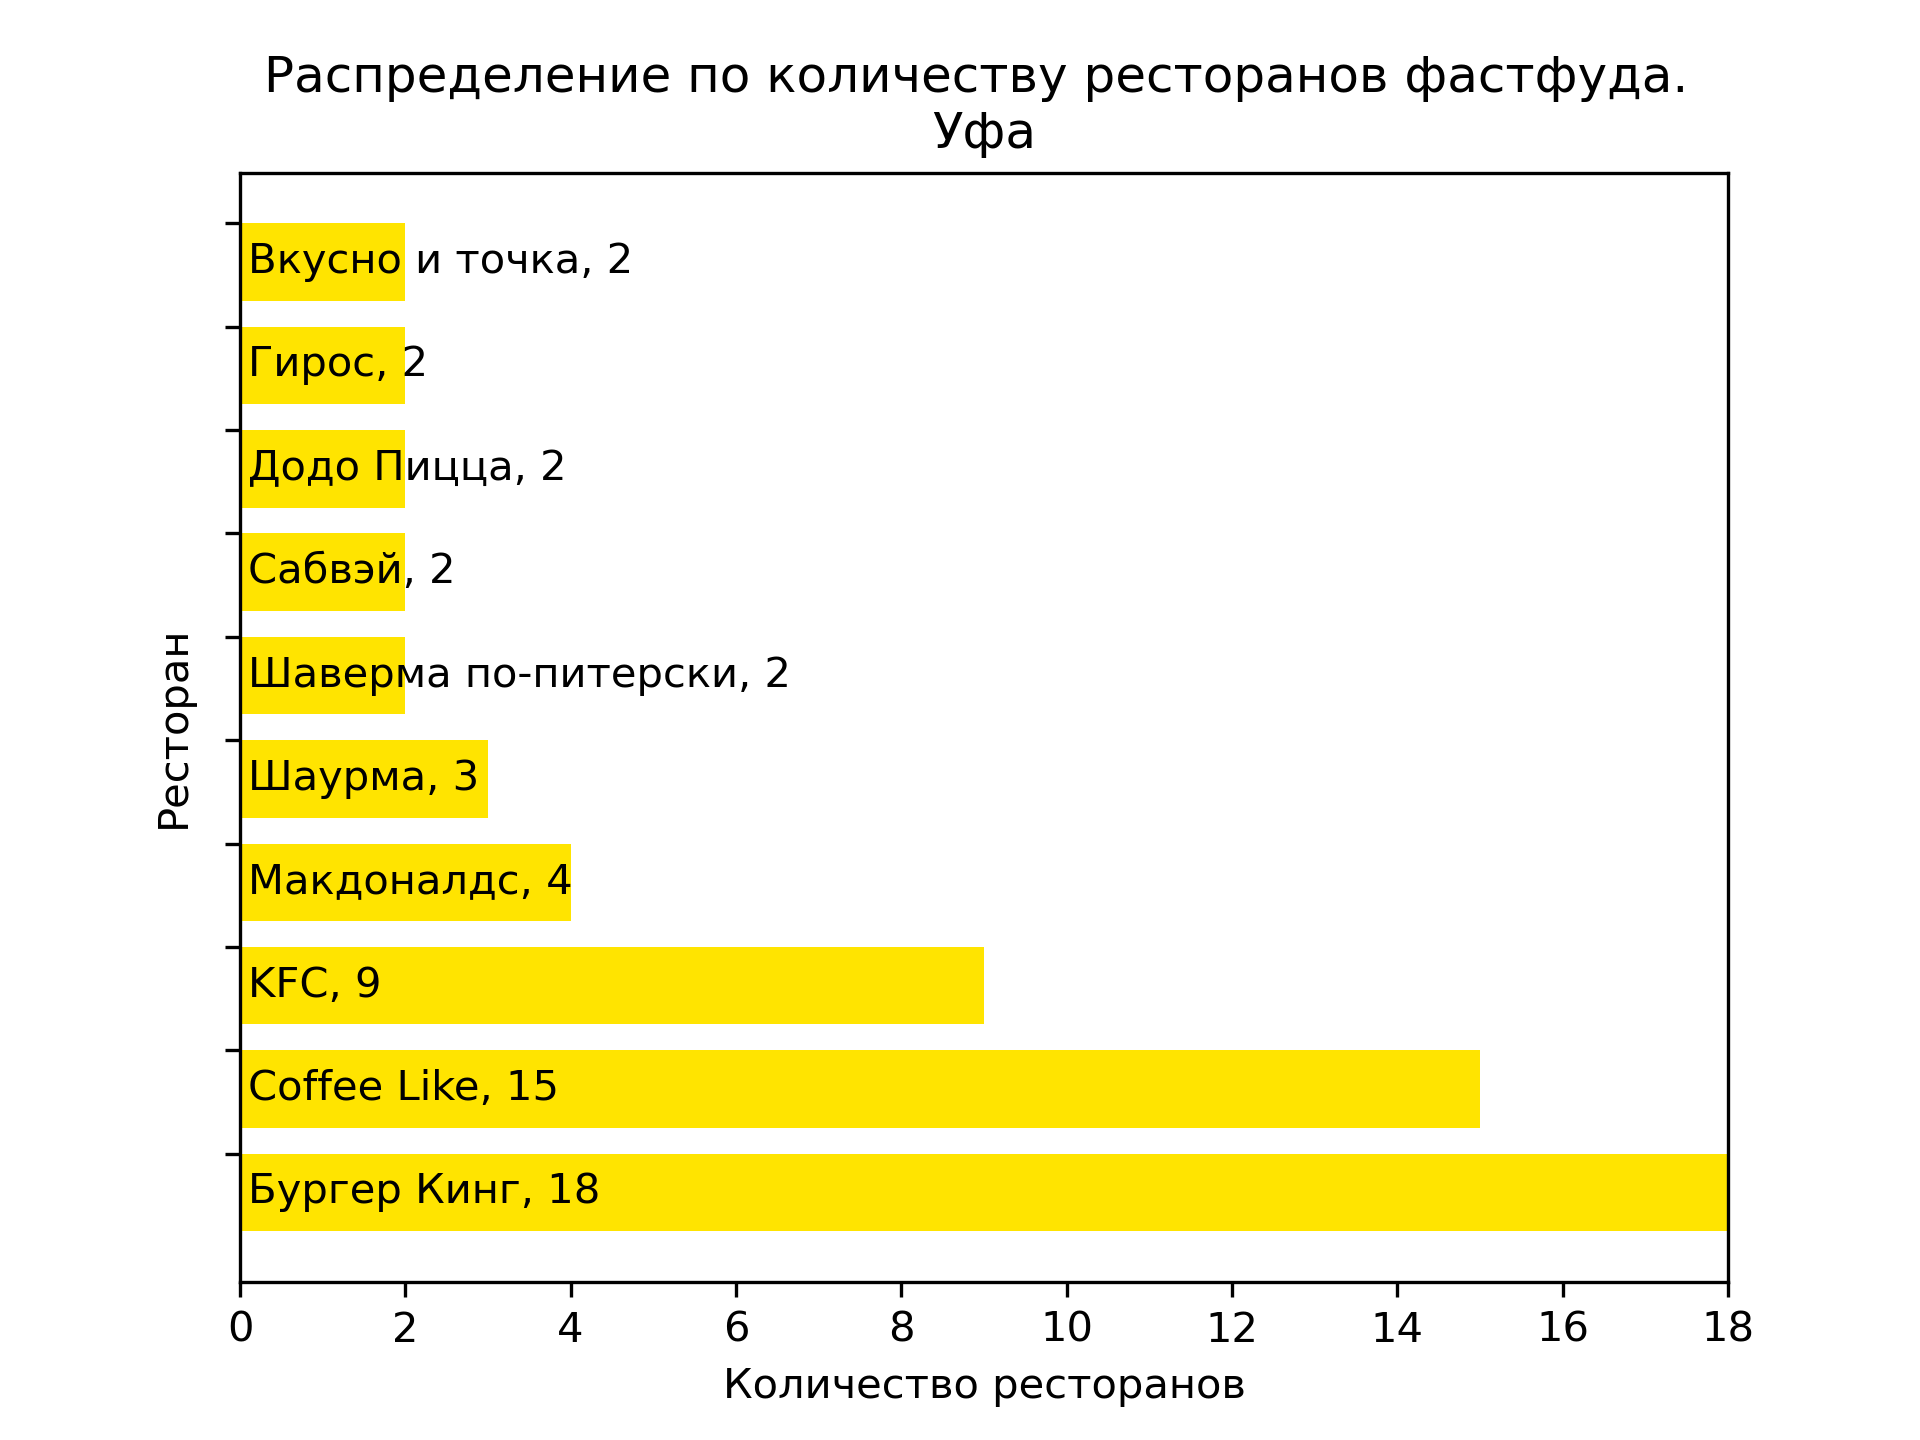 Распределение по количеству ресторанов фастфуда.
Уфа
Вкусно и точка, 2
Гирос, 2
Додо Пицца, 2
Сабвэй, 2
Шаверма по-питерски, 2
Шаурма, 3
Макдоналдс, 4
KFC, 9
Coffee Like, 15
Бургер Кинг, 18
Ресторан
0 2 4 6 8 10 12 14 16 18
Количество ресторанов